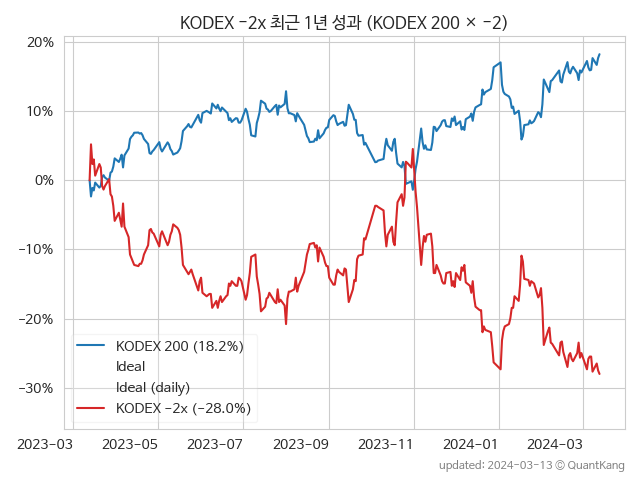 KODEX -2x 최근 1년 성과 (KODEX 200 × -2)
20%
10%
0%
−10%
−20%
−30%
KODEX 200 (18.2%)
Ideal
Ideal (daily)
KODEX -2x (-28.0%)
2023-03 2023-05 2023-07 2023-09 2023-11 2024-01 2024-03
updated: 2024-03-13 © QuantKang